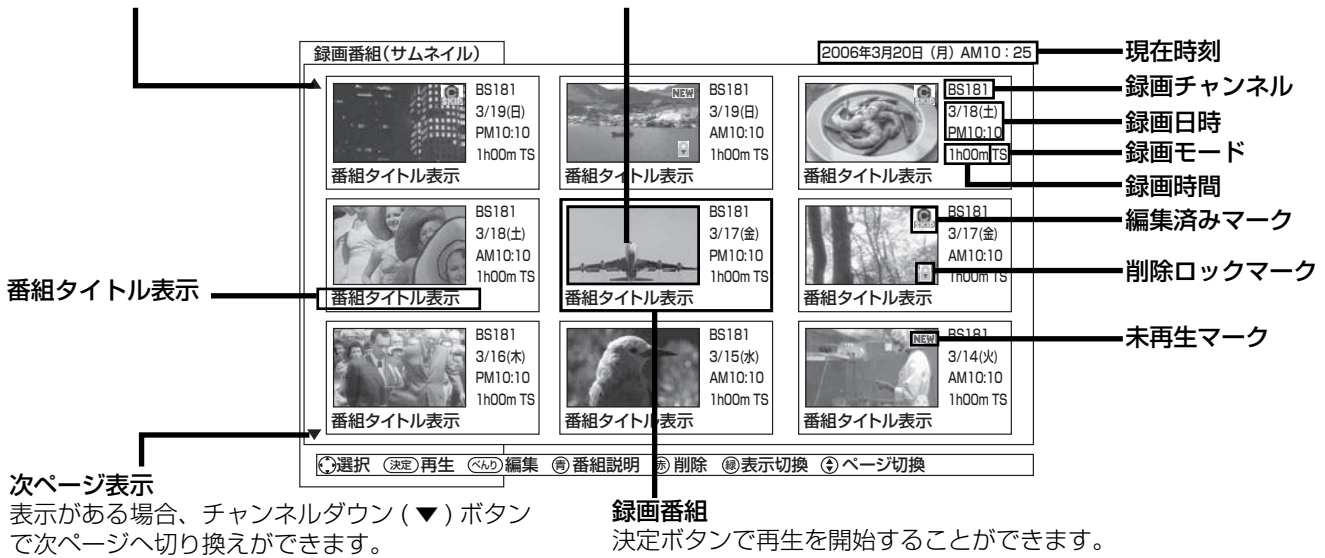 録画番組(サムネイル)
2006年3月20日 (月) AM10：25
現在時刻
録画チャンネル
録画日時
録画モード
録画時間
編集済みマーク
削除ロックマーク
未再生マーク
BS181
3/19(日)
PM10:10
1h00m TS
番組タイトル表示
NEW
BS181
3/19(日)
AM10:10
1h00m TS
番組タイトル表示
BS181
3/18(土)
PM10:10
1h00m TS
番組タイトル表示
番組タイトル表示
BS181
3/18(土)
AM10:10
1h00m TS
番組タイトル表示
BS181
3/17(金)
PM10:10
1h00m TS
番組タイトル表示
BS181
3/17(金)
AM10:10
1h00m TS
番組タイトル表示
BS181
3/16(木)
PM10:10
1h00m TS
番組タイトル表示
BS181
3/15(水)
AM10:10
1h00m TS
番組タイトル表示
NEW
BS181
3/14(火)
AM10:10
1h00m TS
番組タイトル表示
選択 決定 再生 べんり 編集 青 番組説明 赤 削除 緑 表示切換 ページ切換
次ページ表示
表示がある場合、チャンネルダウン ( ▼ ) ボタン
で次ページへ切り換えができます。
録画番組
決定ボタンで再生を開始することができます。